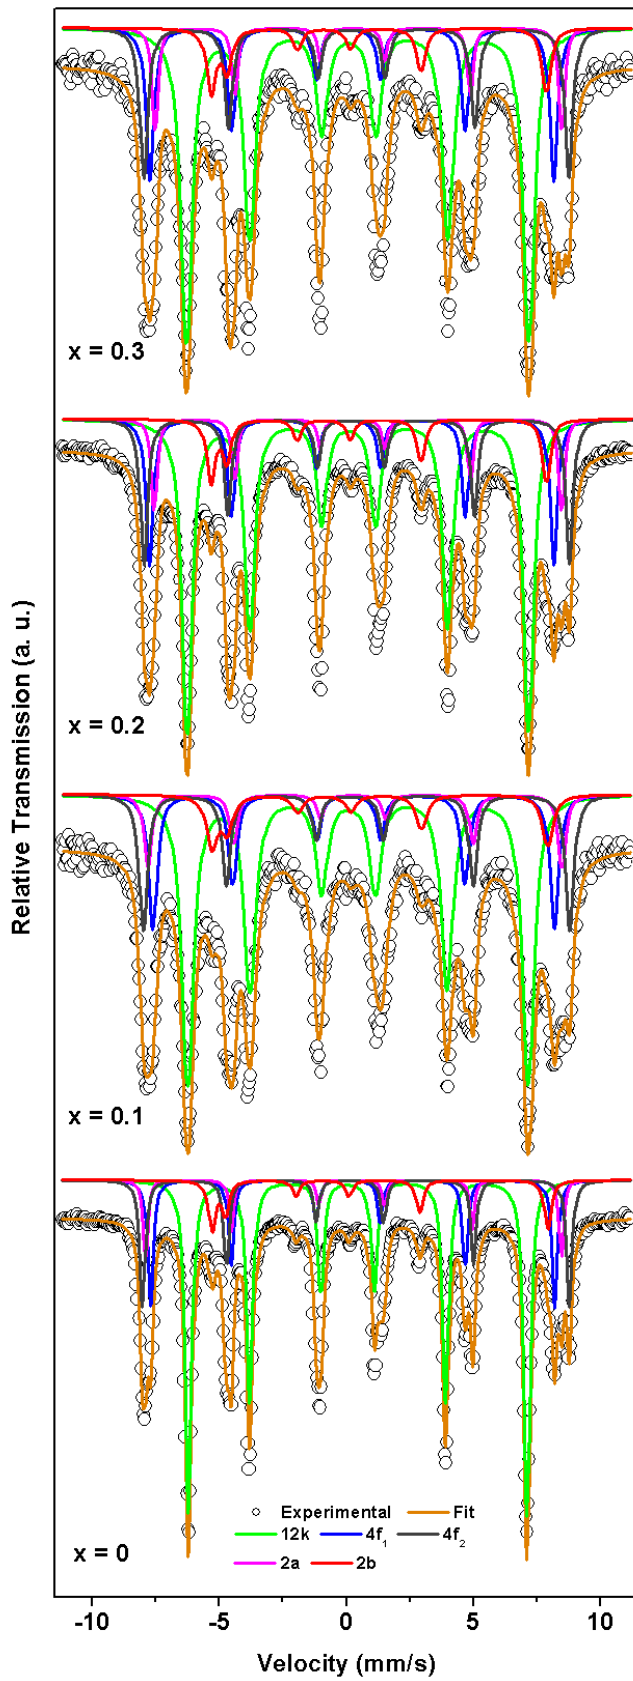 x = 0.3
x = 0.2
x = 0.1
Experimental Fit
12k 4f₁ 4f₂
2a 2b
x = 0
-10 -5 0 5 10
Velocity (mm/s)
Relative Transmission (a. u.)